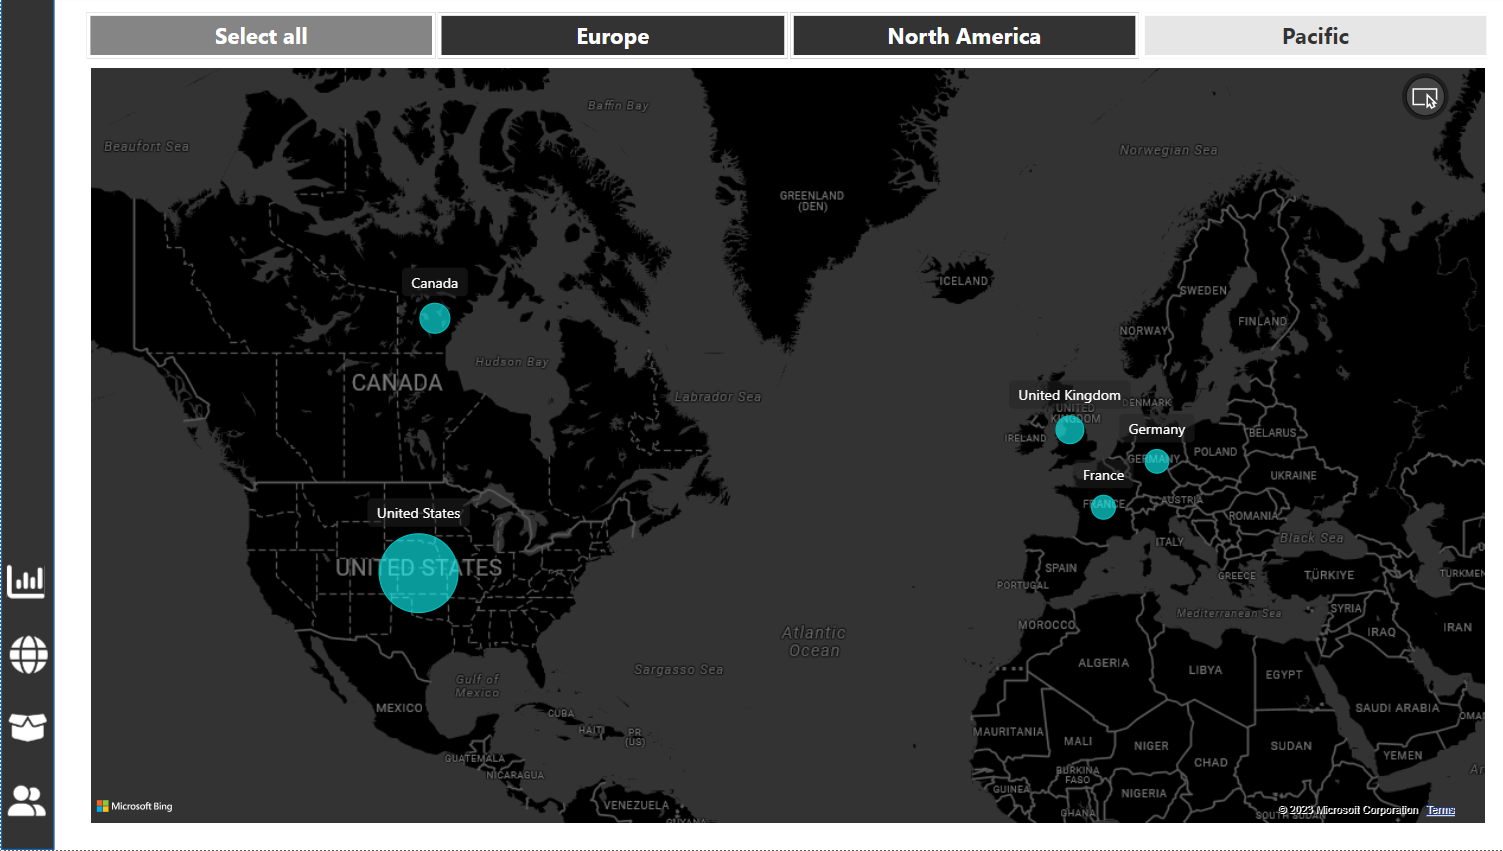 Select all
Europe
North America
Pacific
Baffin Bay
Beaufort Sea
Norwegian Sea
GREENLAND
(DEN)
Canada
ICELAND
SWEDEN
FINLAND
NORWAY
Hudson Bay
CANADA
Labrador Sea
United Kingdom
DENMARK
UNITED
KINGDOM
IRELAND
Germany
BELARUS
GERMANY
POLAND
France
UKRAINE
FRANCE
AUSTRIA
United States
ROMANIA
Black Sea
ITALY
UNITED STATES
SPAIN
PORTUGAL
GREECE
TÜRKIYE
TURKMEN
Mediterranean Sea
SYRIA
MOROCCO
IRAQ
IRAN
Atlantic
Ocean
Sargasso Sea
ALGERIA
LIBYA
EGYPT
Gulf of
Mexico
MEXICO
CUBA
HAITI
PR
(US)
SAUDI ARABIA
OMA
MAURITANIA
MALI
NIGER
CHAD
SUDAN
YEMEN
Ar
GUATEMALA
NICARAGUA
BURKINA
FASO
GUINEA
NIGERIA
VENEZUELA
GHANA
SOUTH SUDAN
GUYANA
Microsoft Bing
© 2023 Microsoft Corporation Terms